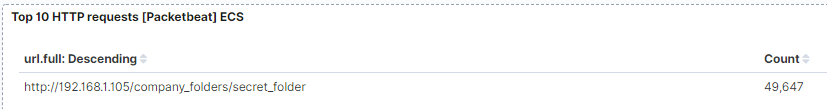 Top 10 HTTP requests [Packetbeat] ECS
url.full: Descending Count
http://192.168.1.105/company_folders/secret_folder 49,647